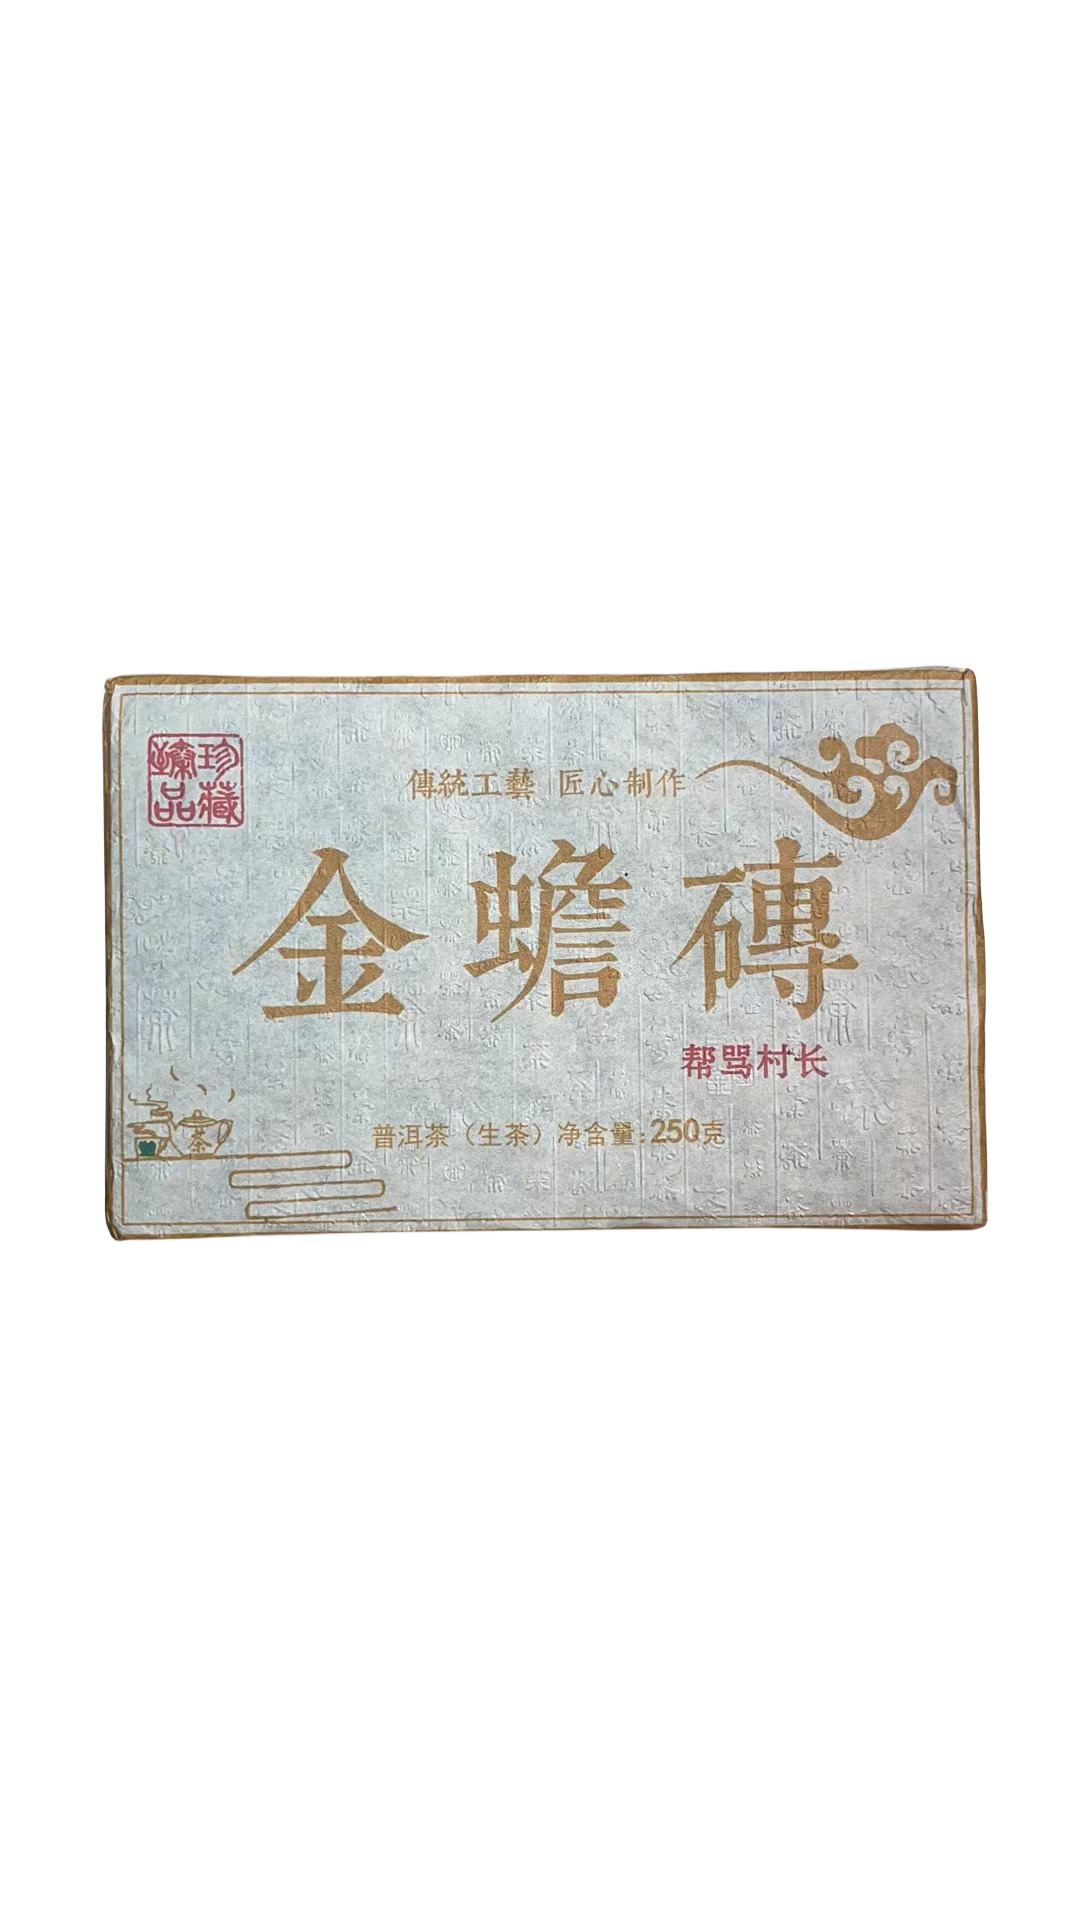 珍藏
臻品
傳統工藝 匠心制作
金蟾磚
帮骂村长
普洱茶（生茶）净含量：250克
茶